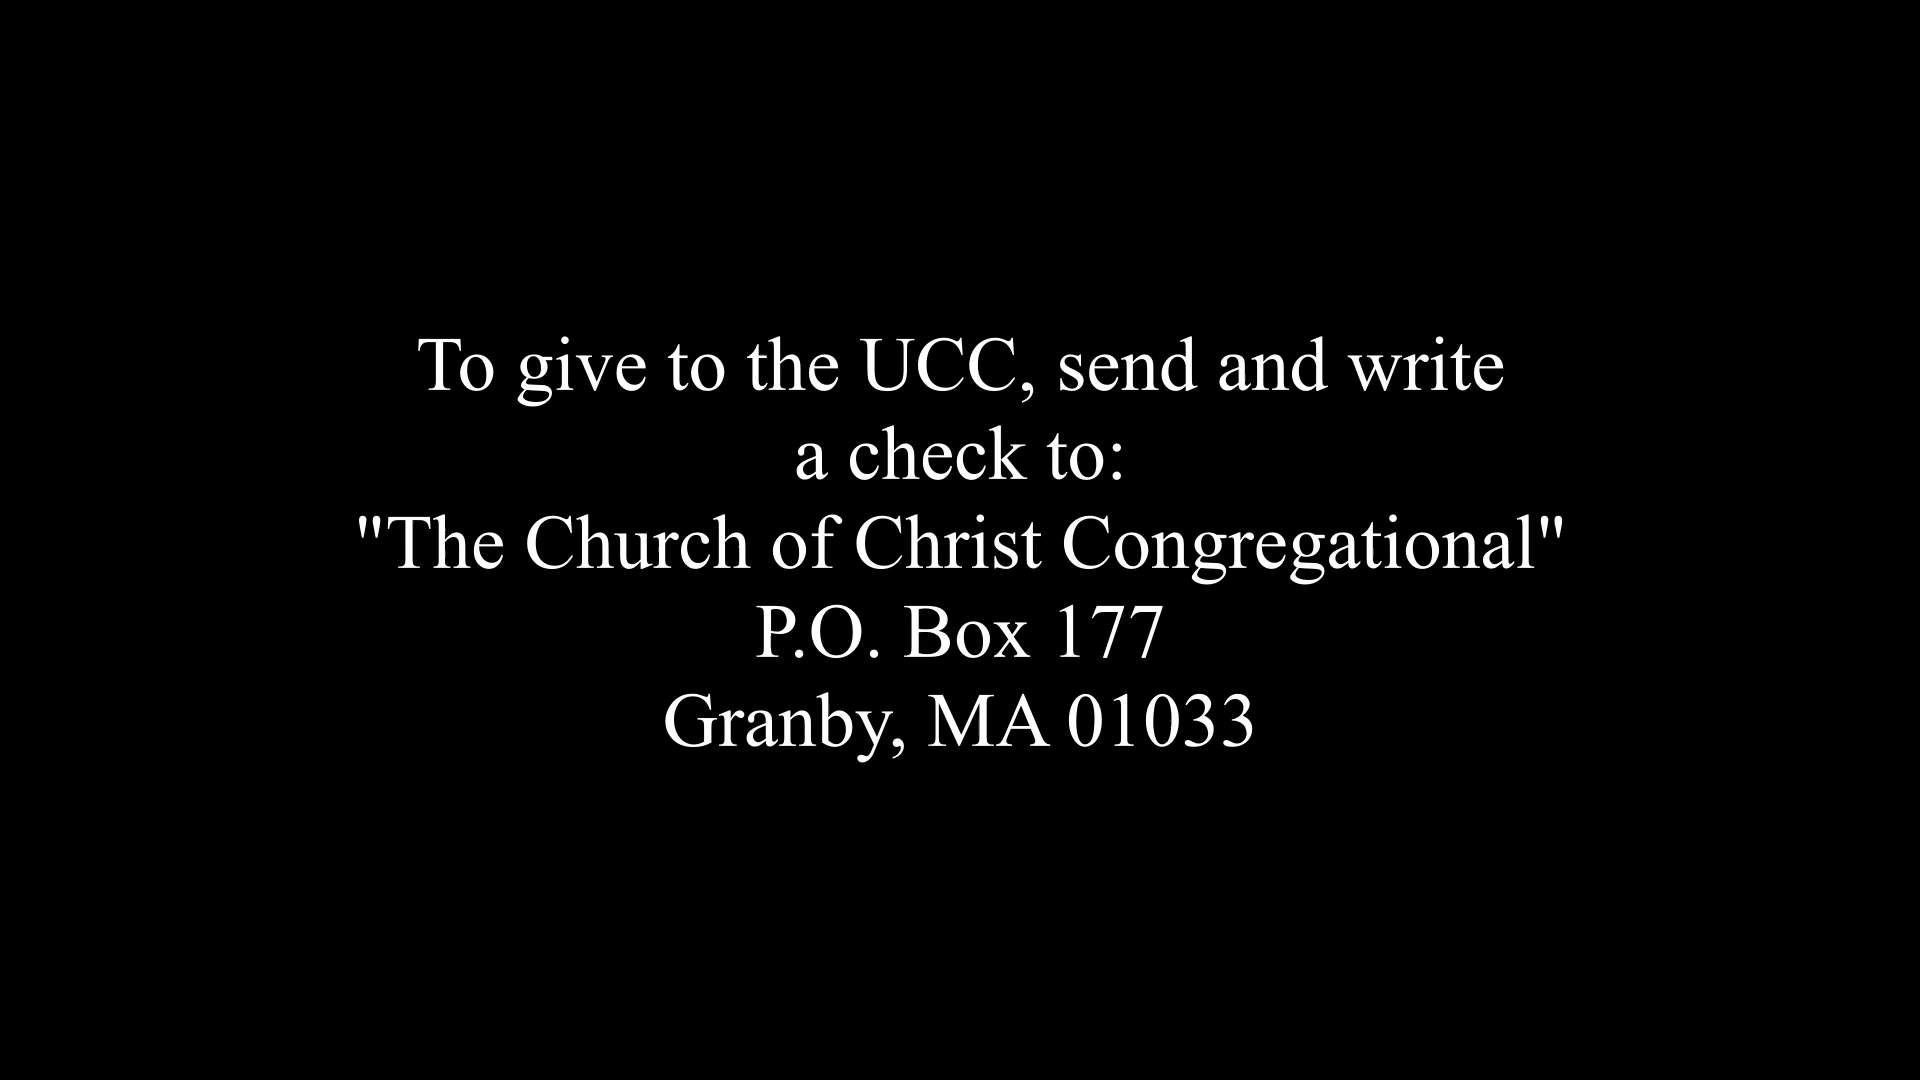 To give to the UCC, send and write
a check to:
"The Church of Christ Congregational"
P.O. Box 177
Granby, MA 01033